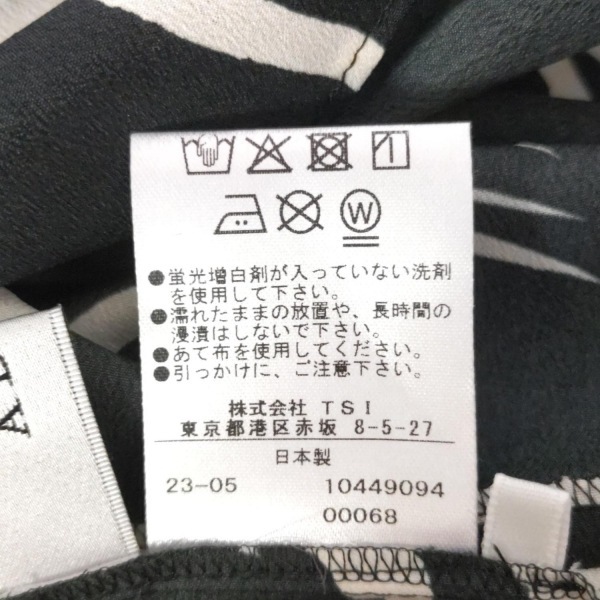 W
●蛍光増白剤が入っていない洗剤
を使用して下さい。
●濡れたままの放置や、長時間の
浸漬はしないで下さい。
●あて布を使用してください。
●引っかけに、ご注意下さい。
株式会社 TSI
東京都港区赤坂 8-5-27
日本製
23-05 10449094
00068